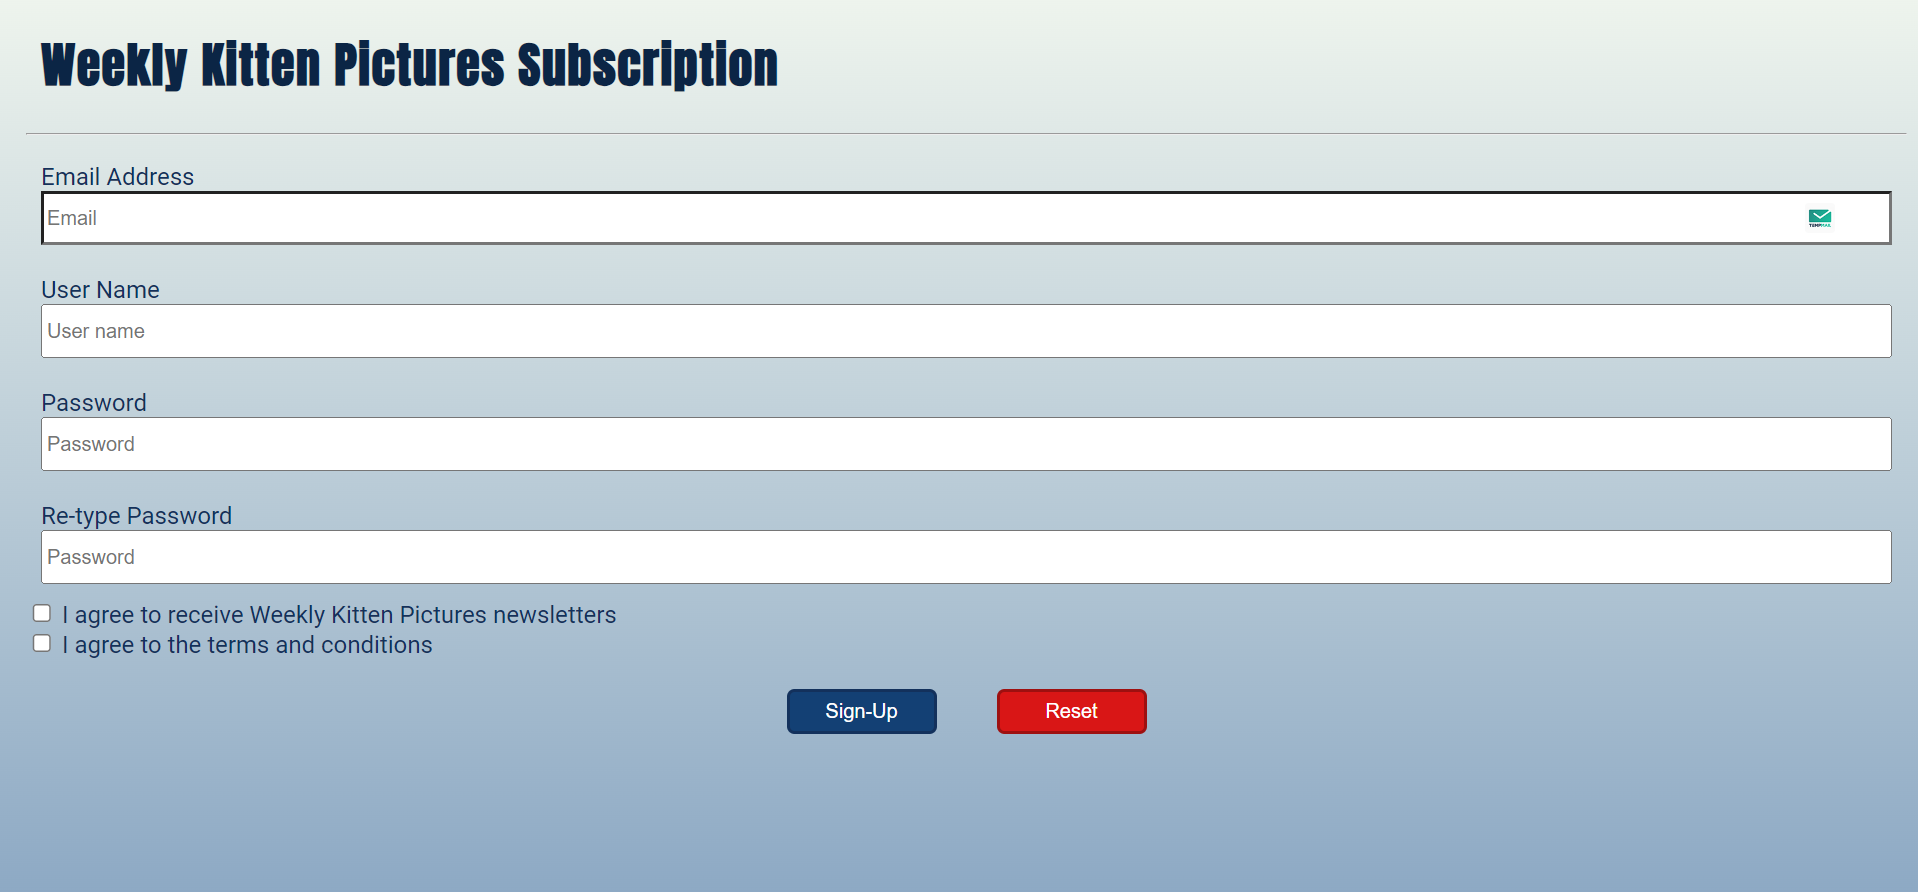 Weekly Kitten Pictures Subscription
Email Address
Email
TEMPMAIL
User Name
User name
Password
Password
Re-type Password
Password
I agree to receive Weekly Kitten Pictures newsletters
I agree to the terms and conditions
Sign-Up
Reset